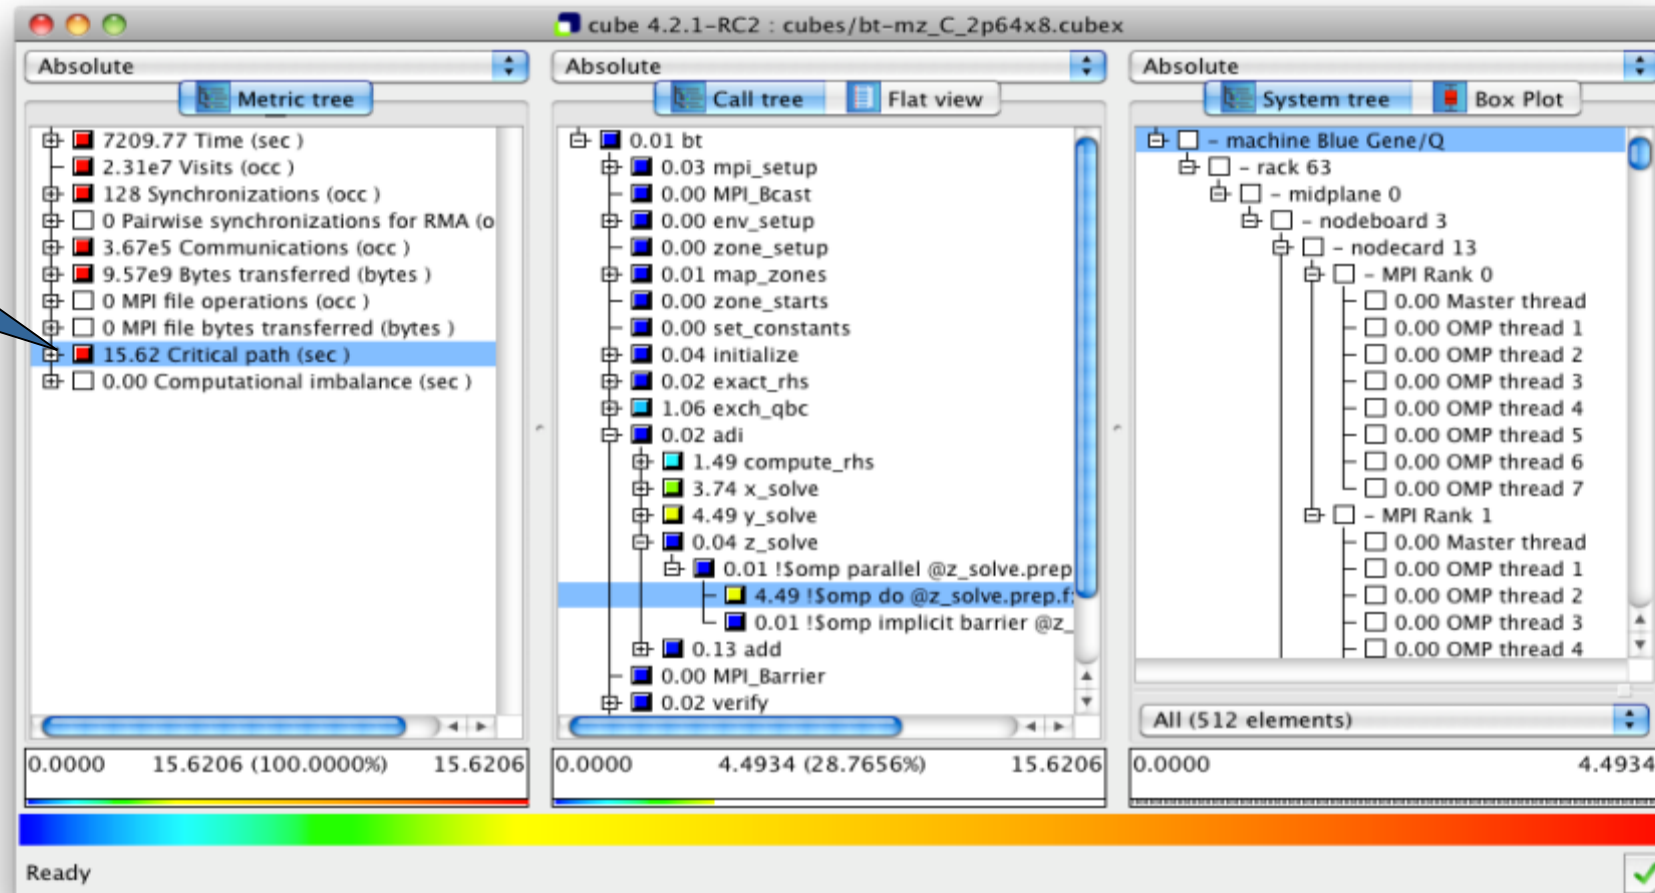 cube 4.2.1-RC2 : cubes/bt-mz_C_2p64x8.cubex
Absolute
Metric tree
7209.77 Time (sec )
2.31e7 Visits (occ )
128 Synchronizations (occ )
0 Pairwise synchronizations for RMA (o
3.67e5 Communications (occ )
9.57e9 Bytes transferred (bytes )
0 MPI file operations (occ )
0 MPI file bytes transferred (bytes )
15.62 Critical path (sec )
0.00 Computational imbalance (sec )
0.0000 15.6206 (100.0000%) 15.6206
Absolute
Call tree Flat view
0.01 bt
0.03 mpi_setup
0.00 MPI_Bcast
0.00 env_setup
0.00 zone_setup
0.01 map_zones
0.00 zone_starts
0.00 set_constants
0.04 initialize
0.02 exact_rhs
1.06 exch_qbc
0.02 adi
1.49 compute_rhs
3.74 x_solve
4.49 y_solve
0.04 z_solve
0.01 !$omp parallel @z_solve.prep
4.49 !$omp do @z_solve.prep.f:
0.01 !$omp implicit barrier @z_
0.13 add
0.00 MPI_Barrier
0.02 verify
0.0000 4.4934 (28.7656%) 15.6206
Absolute
System tree Box Plot
- machine Blue Gene/Q
- rack 63
- midplane 0
- nodeboard 3
- nodecard 13
- MPI Rank 0
0.00 Master thread
0.00 OMP thread 1
0.00 OMP thread 2
0.00 OMP thread 3
0.00 OMP thread 4
0.00 OMP thread 5
0.00 OMP thread 6
0.00 OMP thread 7
- MPI Rank 1
0.00 Master thread
0.00 OMP thread 1
0.00 OMP thread 2
0.00 OMP thread 3
0.00 OMP thread 4
All (512 elements)
0.0000 4.4934
Ready